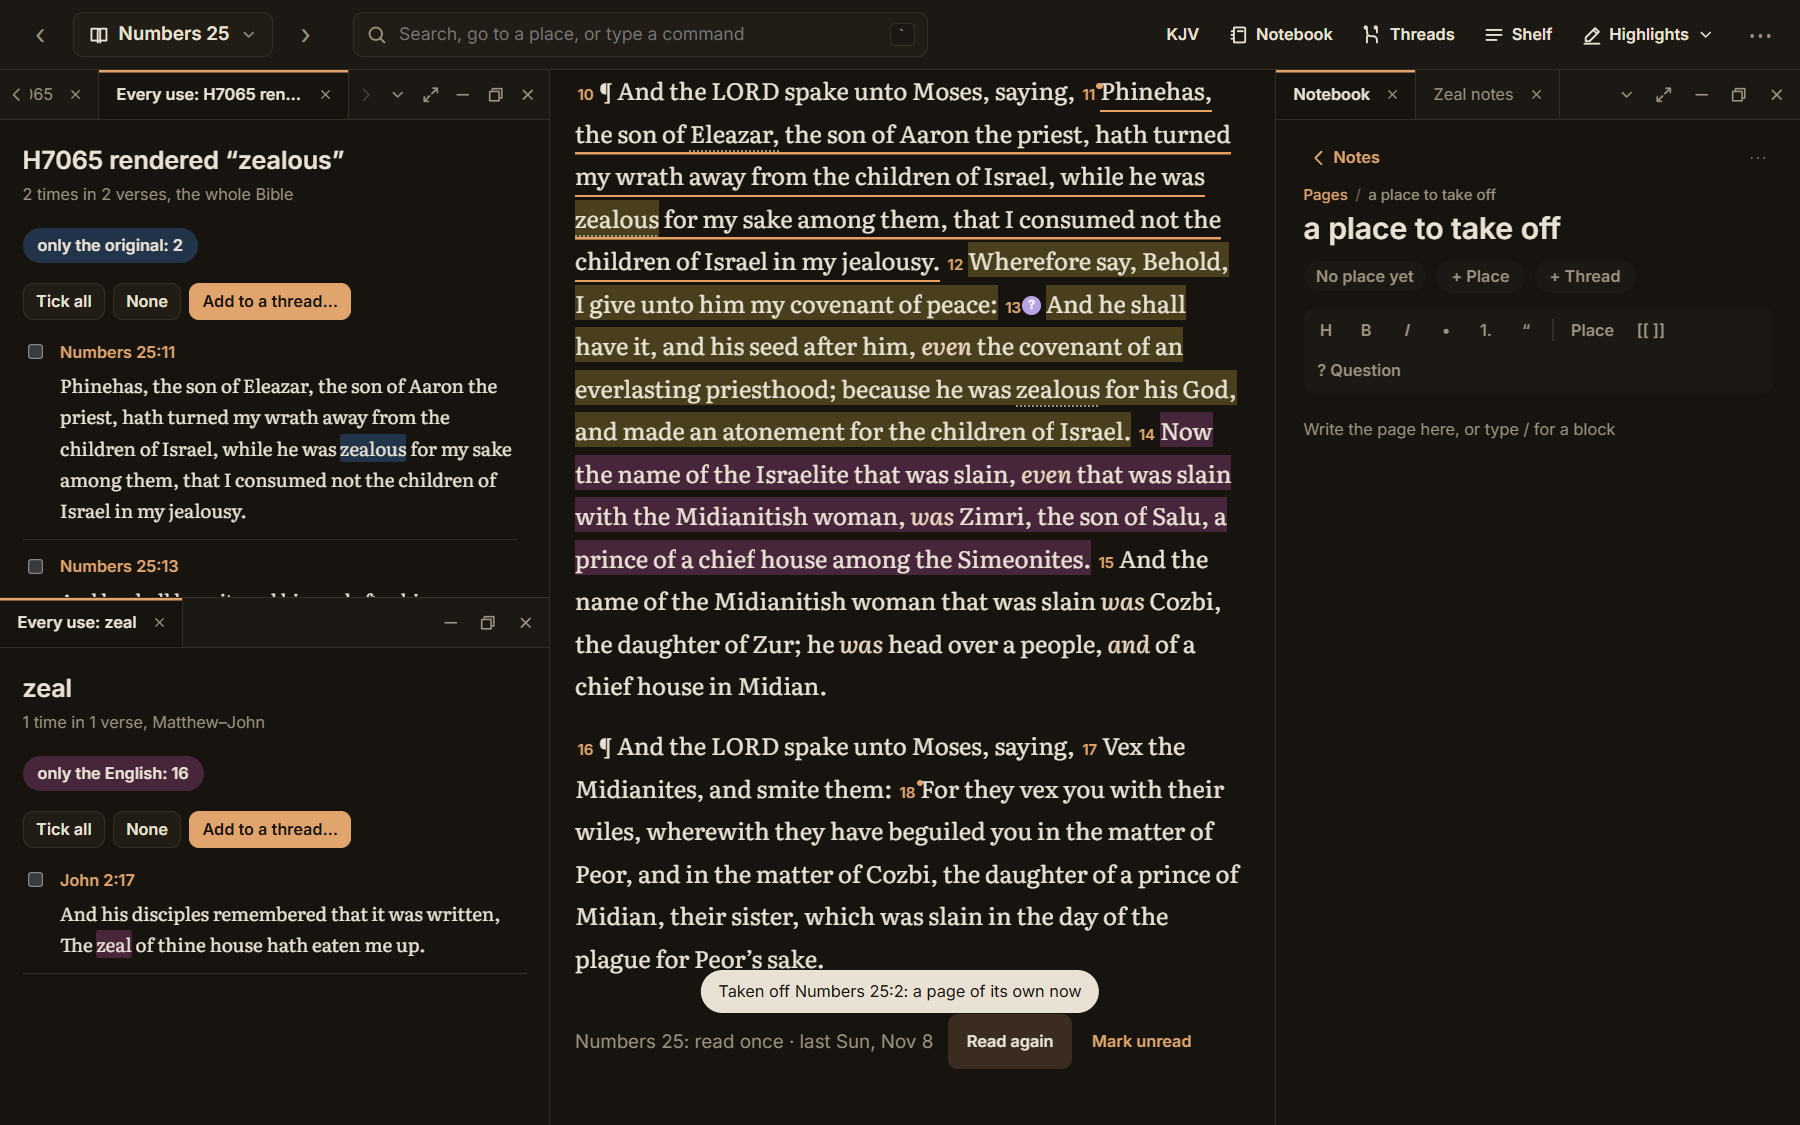 Numbers 25
Search, go to a place, or type a command
`
KJV
Notebook
Threads
Shelf
Highlights
065
Every use: H7065 ren...
H7065 rendered “zealous”
2 times in 2 verses, the whole Bible
only the original: 2
Tick all
None
Add to a thread...
Numbers 25:11
Phinehas, the son of Eleazar, the son of Aaron the
priest, hath turned my wrath away from the
children of Israel, while he was zealous for my sake
among them, that I consumed not the children of
Israel in my jealousy.
Numbers 25:13
Every use: zeal
zeal
1 time in 1 verse, Matthew–John
only the English: 16
Tick all
None
Add to a thread...
John 2:17
And his disciples remembered that it was written,
The zeal of thine house hath eaten me up.
10 ¶ And the LORD spake unto Moses, saying, 11 Phinehas,
the son of Eleazar, the son of Aaron the priest, hath turned
my wrath away from the children of Israel, while he was
zealous for my sake among them, that I consumed not the
children of Israel in my jealousy. 12 Wherefore say, Behold,
I give unto him my covenant of peace: 13 ? And he shall
have it, and his seed after him, even the covenant of an
everlasting priesthood; because he was zealous for his God,
and made an atonement for the children of Israel. 14 Now
the name of the Israelite that was slain, even that was slain
with the Midianitish woman, was Zimri, the son of Salu, a
prince of a chief house among the Simeonites. 15 And the
name of the Midianitish woman that was slain was Cozbi,
the daughter of Zur; he was head over a people, and of a
chief house in Midian.
16 ¶ And the LORD spake unto Moses, saying, 17 Vex the
Midianites, and smite them: 18 For they vex you with their
wiles, wherewith they have beguiled you in the matter of
Peor, and in the matter of Cozbi, the daughter of a prince of
Midian, their sister, which was slain in the day of the
plague for Peor’s sake.
Taken off Numbers 25:2: a page of its own now
Numbers 25: read once · last Sun, Nov 8
Read again
Mark unread
Notebook
Zeal notes
Notes
Pages / a place to take off
a place to take off
No place yet
+ Place
+ Thread
H B I • 1. “ Place [[ ]]
? Question
Write the page here, or type / for a block